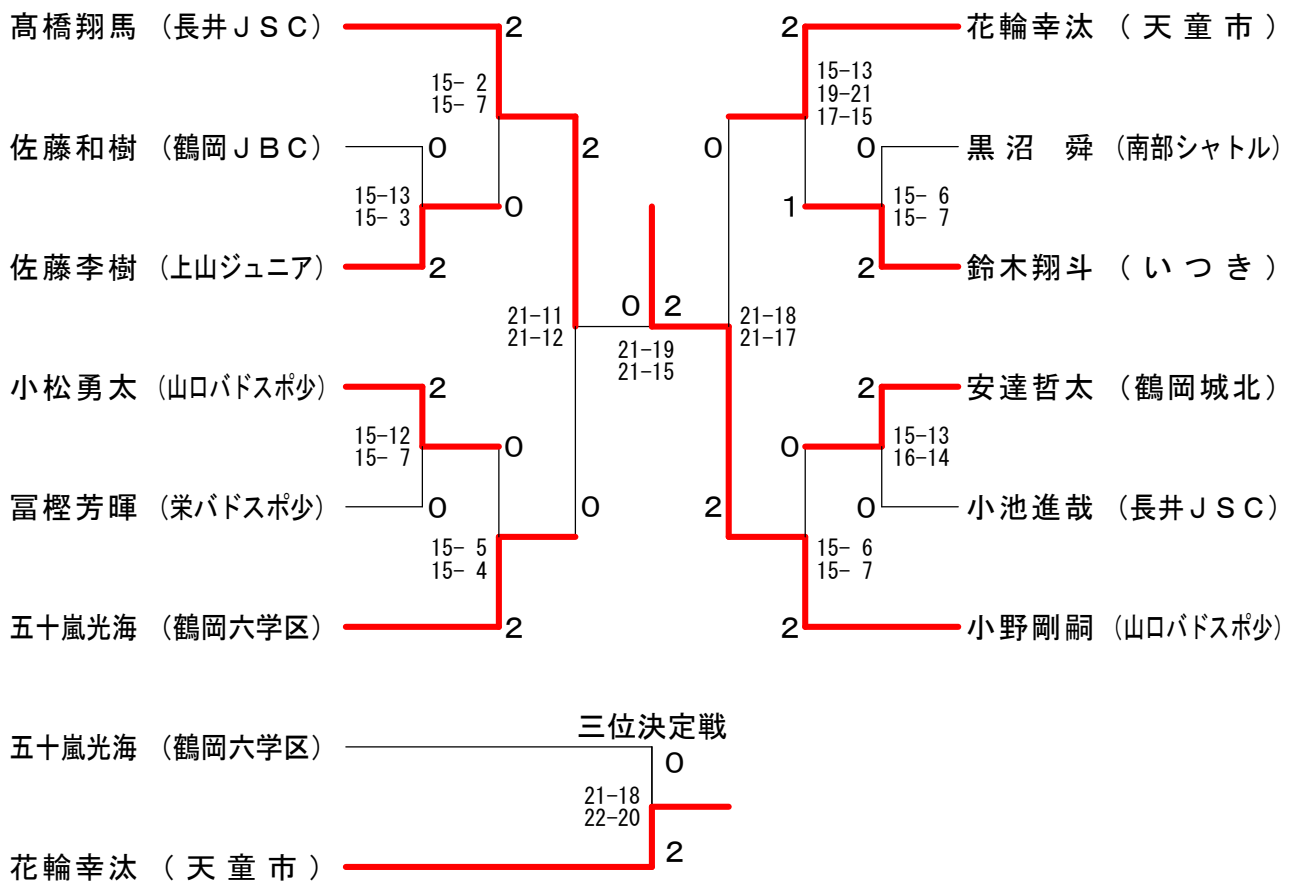 髙橋翔馬 (長井ＪＳＣ) 2 2 花輪幸汰 (天童市)
15- 2 15-13
15- 7 19-21
17-15
佐藤和樹 (鶴岡ＪＢＣ) 0 2 0 0 黒沼 舜 (南部シャトル)
15-13 15- 6
15- 3 0 1 15- 7
佐藤李樹 (上山ジュニア) 2 2 鈴木翔斗 (いつき)
21-11 0 2 21-18
21-12 21-17
21-19
21-15
小松勇太 (山口バドスポ少) 2 2 安達哲太 (鶴岡城北)
15-12 0 0 15-13
15- 7 16-14
冨樫芳暉 (栄バドスポ少) 0 0 2 0 小池進哉 (長井ＪＳＣ)
15- 5 15- 6
15- 4 15- 7
五十嵐光海 (鶴岡六学区) 2 2 小野剛嗣 (山口バドスポ少)
三位決定戦
五十嵐光海 (鶴岡六学区) 0
21-18
22-20
花輪幸汰 (天童市) 2